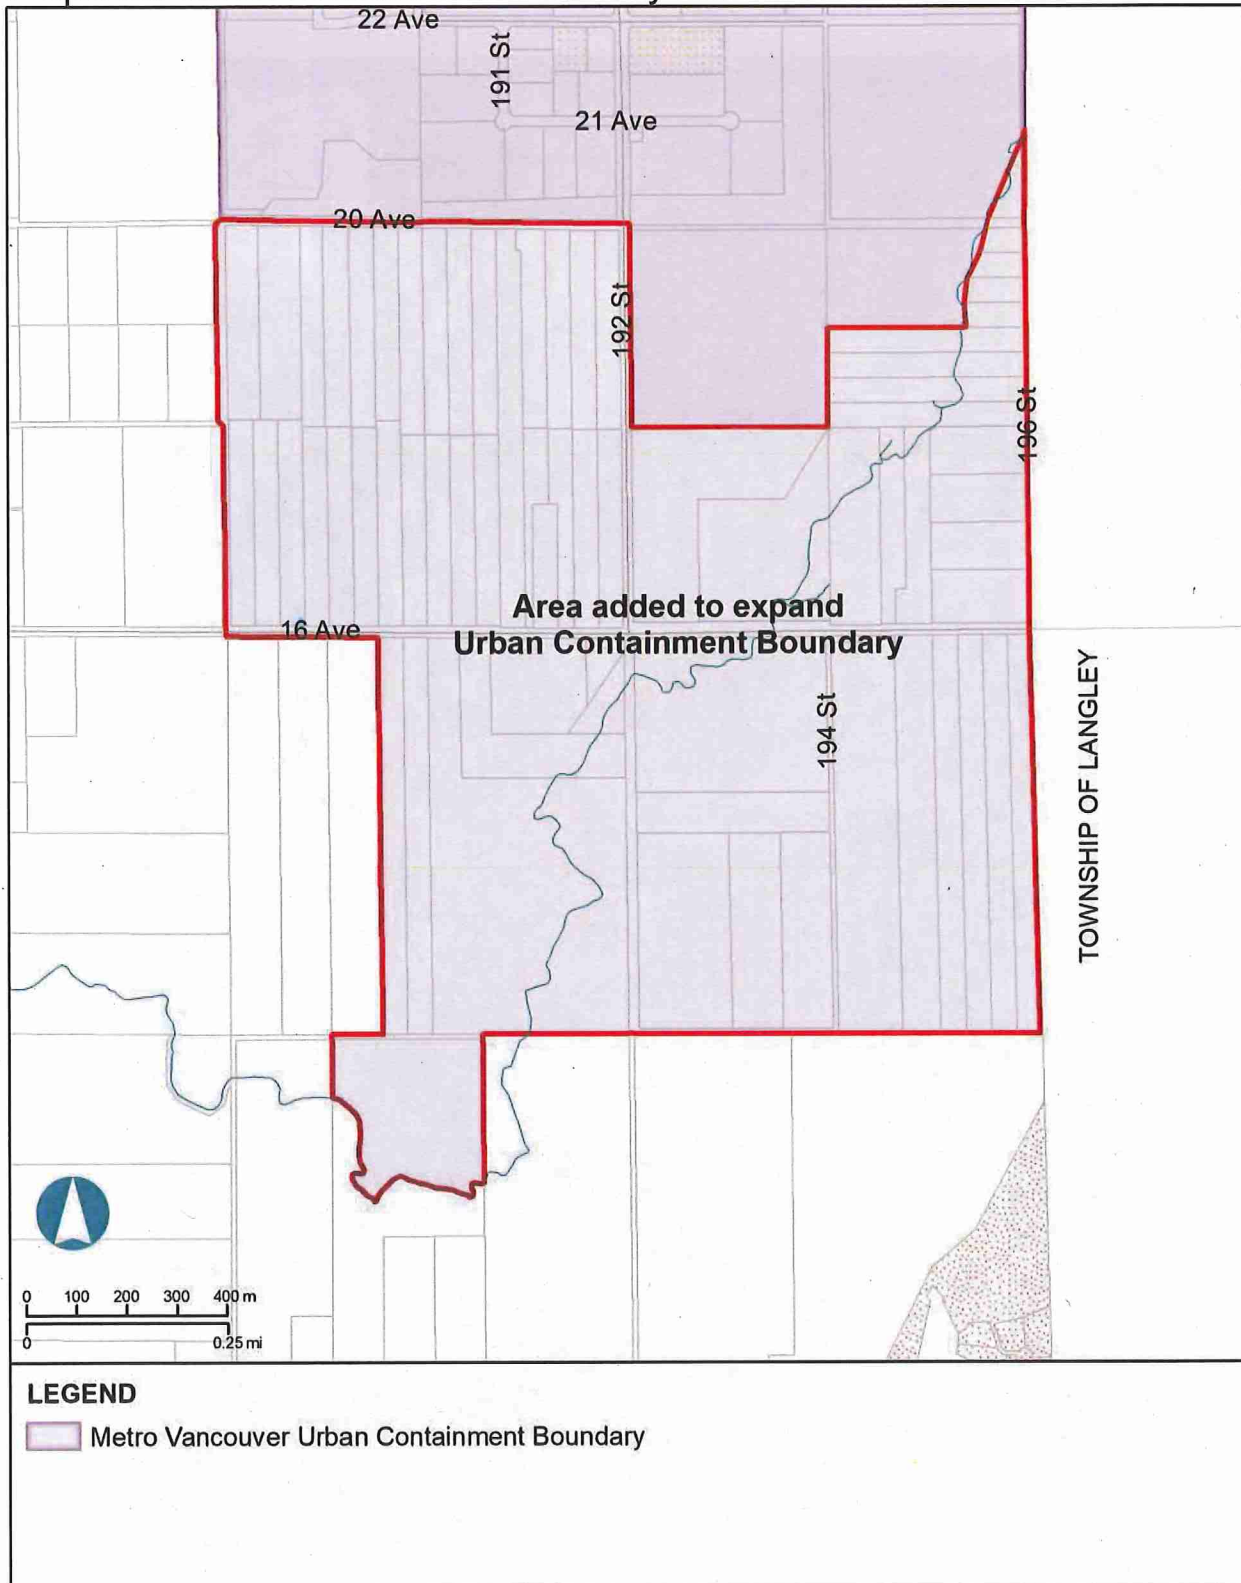 22 Ave
191 St
21 Ave
20 Ave
192 St
196 St
Area added to expand
Urban Containment Boundary
16 Ave
194 St
TOWNSHIP OF LANGLEY
0 100 200 300 400 m
0 0.25 mi
LEGEND
Metro Vancouver Urban Containment Boundary